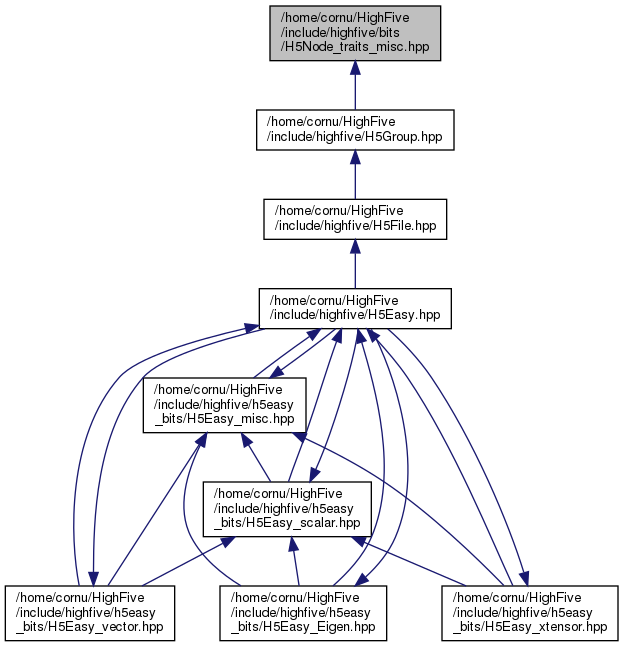 /home/cornu/HighFive
/include/highfive/bits
/H5Node_traits_misc.hpp
/home/cornu/HighFive
/include/highfive/H5Group.hpp
/home/cornu/HighFive
/include/highfive/H5File.hpp
/home/cornu/HighFive
/include/highfive/H5Easy.hpp
/home/cornu/HighFive
/include/highfive/h5easy
_bits/H5Easy_misc.hpp
/home/cornu/HighFive
/include/highfive/h5easy
_bits/H5Easy_scalar.hpp
/home/cornu/HighFive
/include/highfive/h5easy
_bits/H5Easy_vector.hpp
/home/cornu/HighFive
/include/highfive/h5easy
_bits/H5Easy_Eigen.hpp
/home/cornu/HighFive
/include/highfive/h5easy
_bits/H5Easy_xtensor.hpp